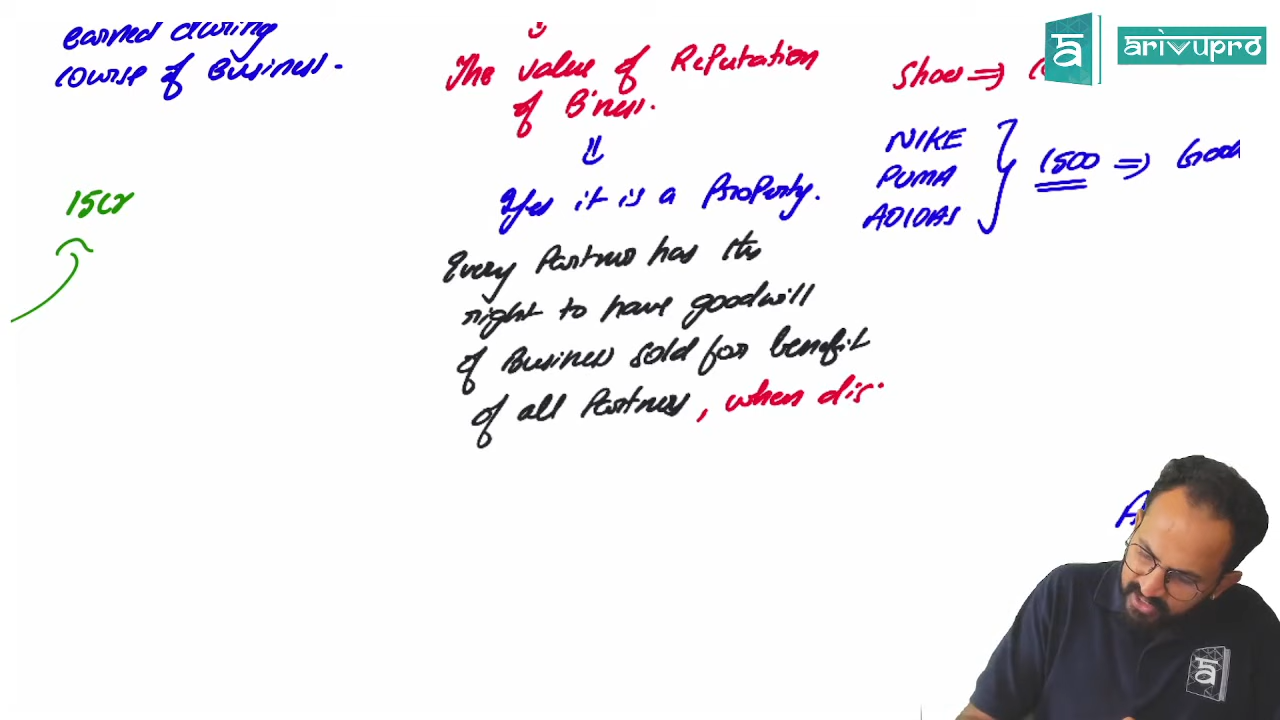 earned during
course of Business.
15Cr
The value of Reputation
of B'ness.
Yes it is a Property.
Every Partner has the
right to have goodwill
of Business sold for benefit
of all Partners, when dis
Shoes ⇒
NIKE
PUMA
ADIDAS
1500 ⇒ Good
arivupro